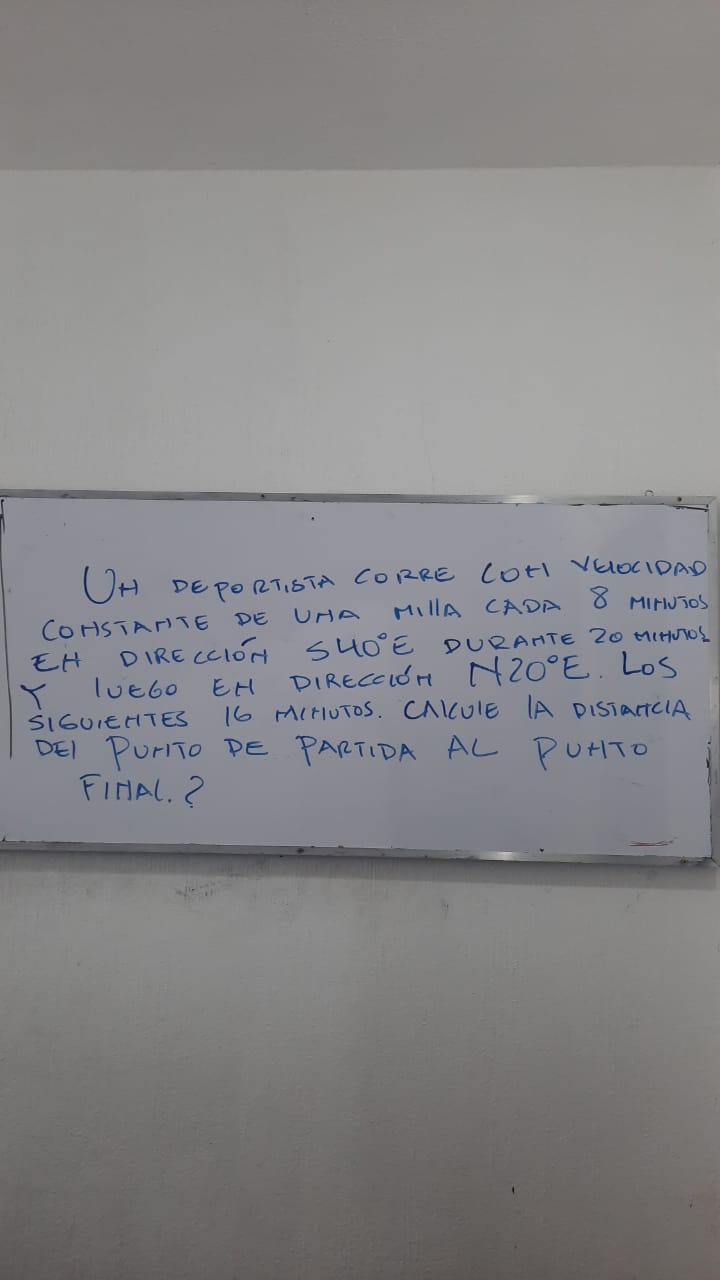 UN DEPORTISTA CORRE CON VELOCIDAD
CONSTANTE DE UNA MILLA CADA 8 MINUTOS
EN DIRECCIÓN S40°E DURANTE 20 MINUTOS
Y LUEGO EN DIRECCIÓN N20°E. LOS
SIGUIENTES 16 MINUTOS. CALCULE LA DISTANCIA
DEL PUNTO DE PARTIDA AL PUNTO
FINAL.?